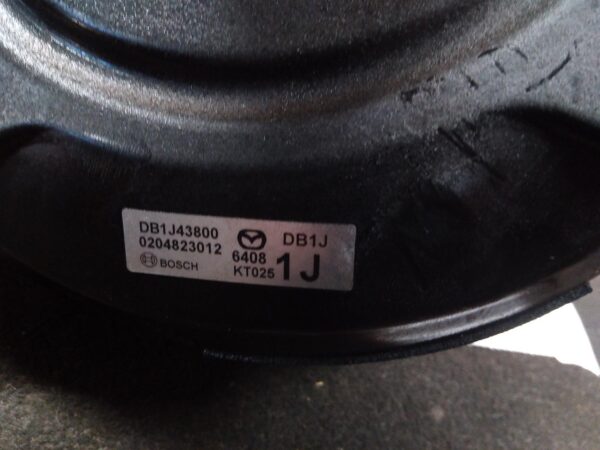 DB1J43800 DB1J
0204823012 6408
BOSCH KT025 1J